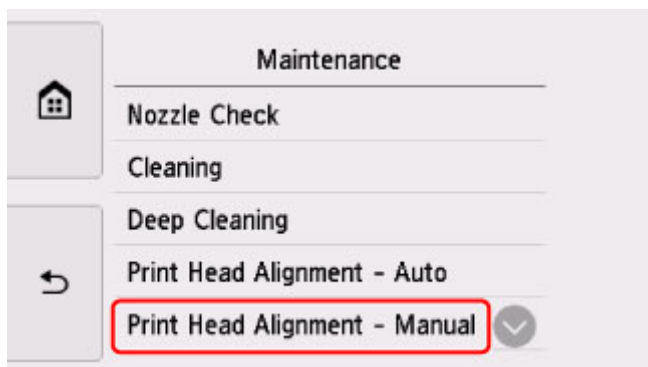 Maintenance
Nozzle Check
Cleaning
Deep Cleaning
Print Head Alignment - Auto
Print Head Alignment - Manual